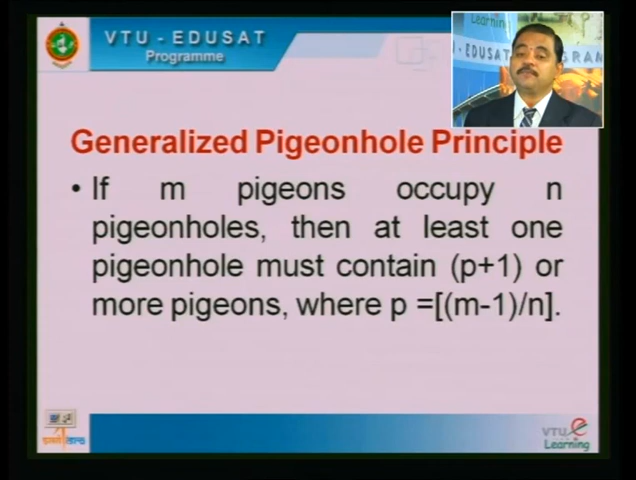 VTU - EDUSAT
Programme
Learning
Generalized Pigeonhole Principle
• If m pigeons occupy n
pigeonholes, then at least one
pigeonhole must contain (p+1) or
more pigeons, where p =[(m-1)/n].
VTU e
Learning